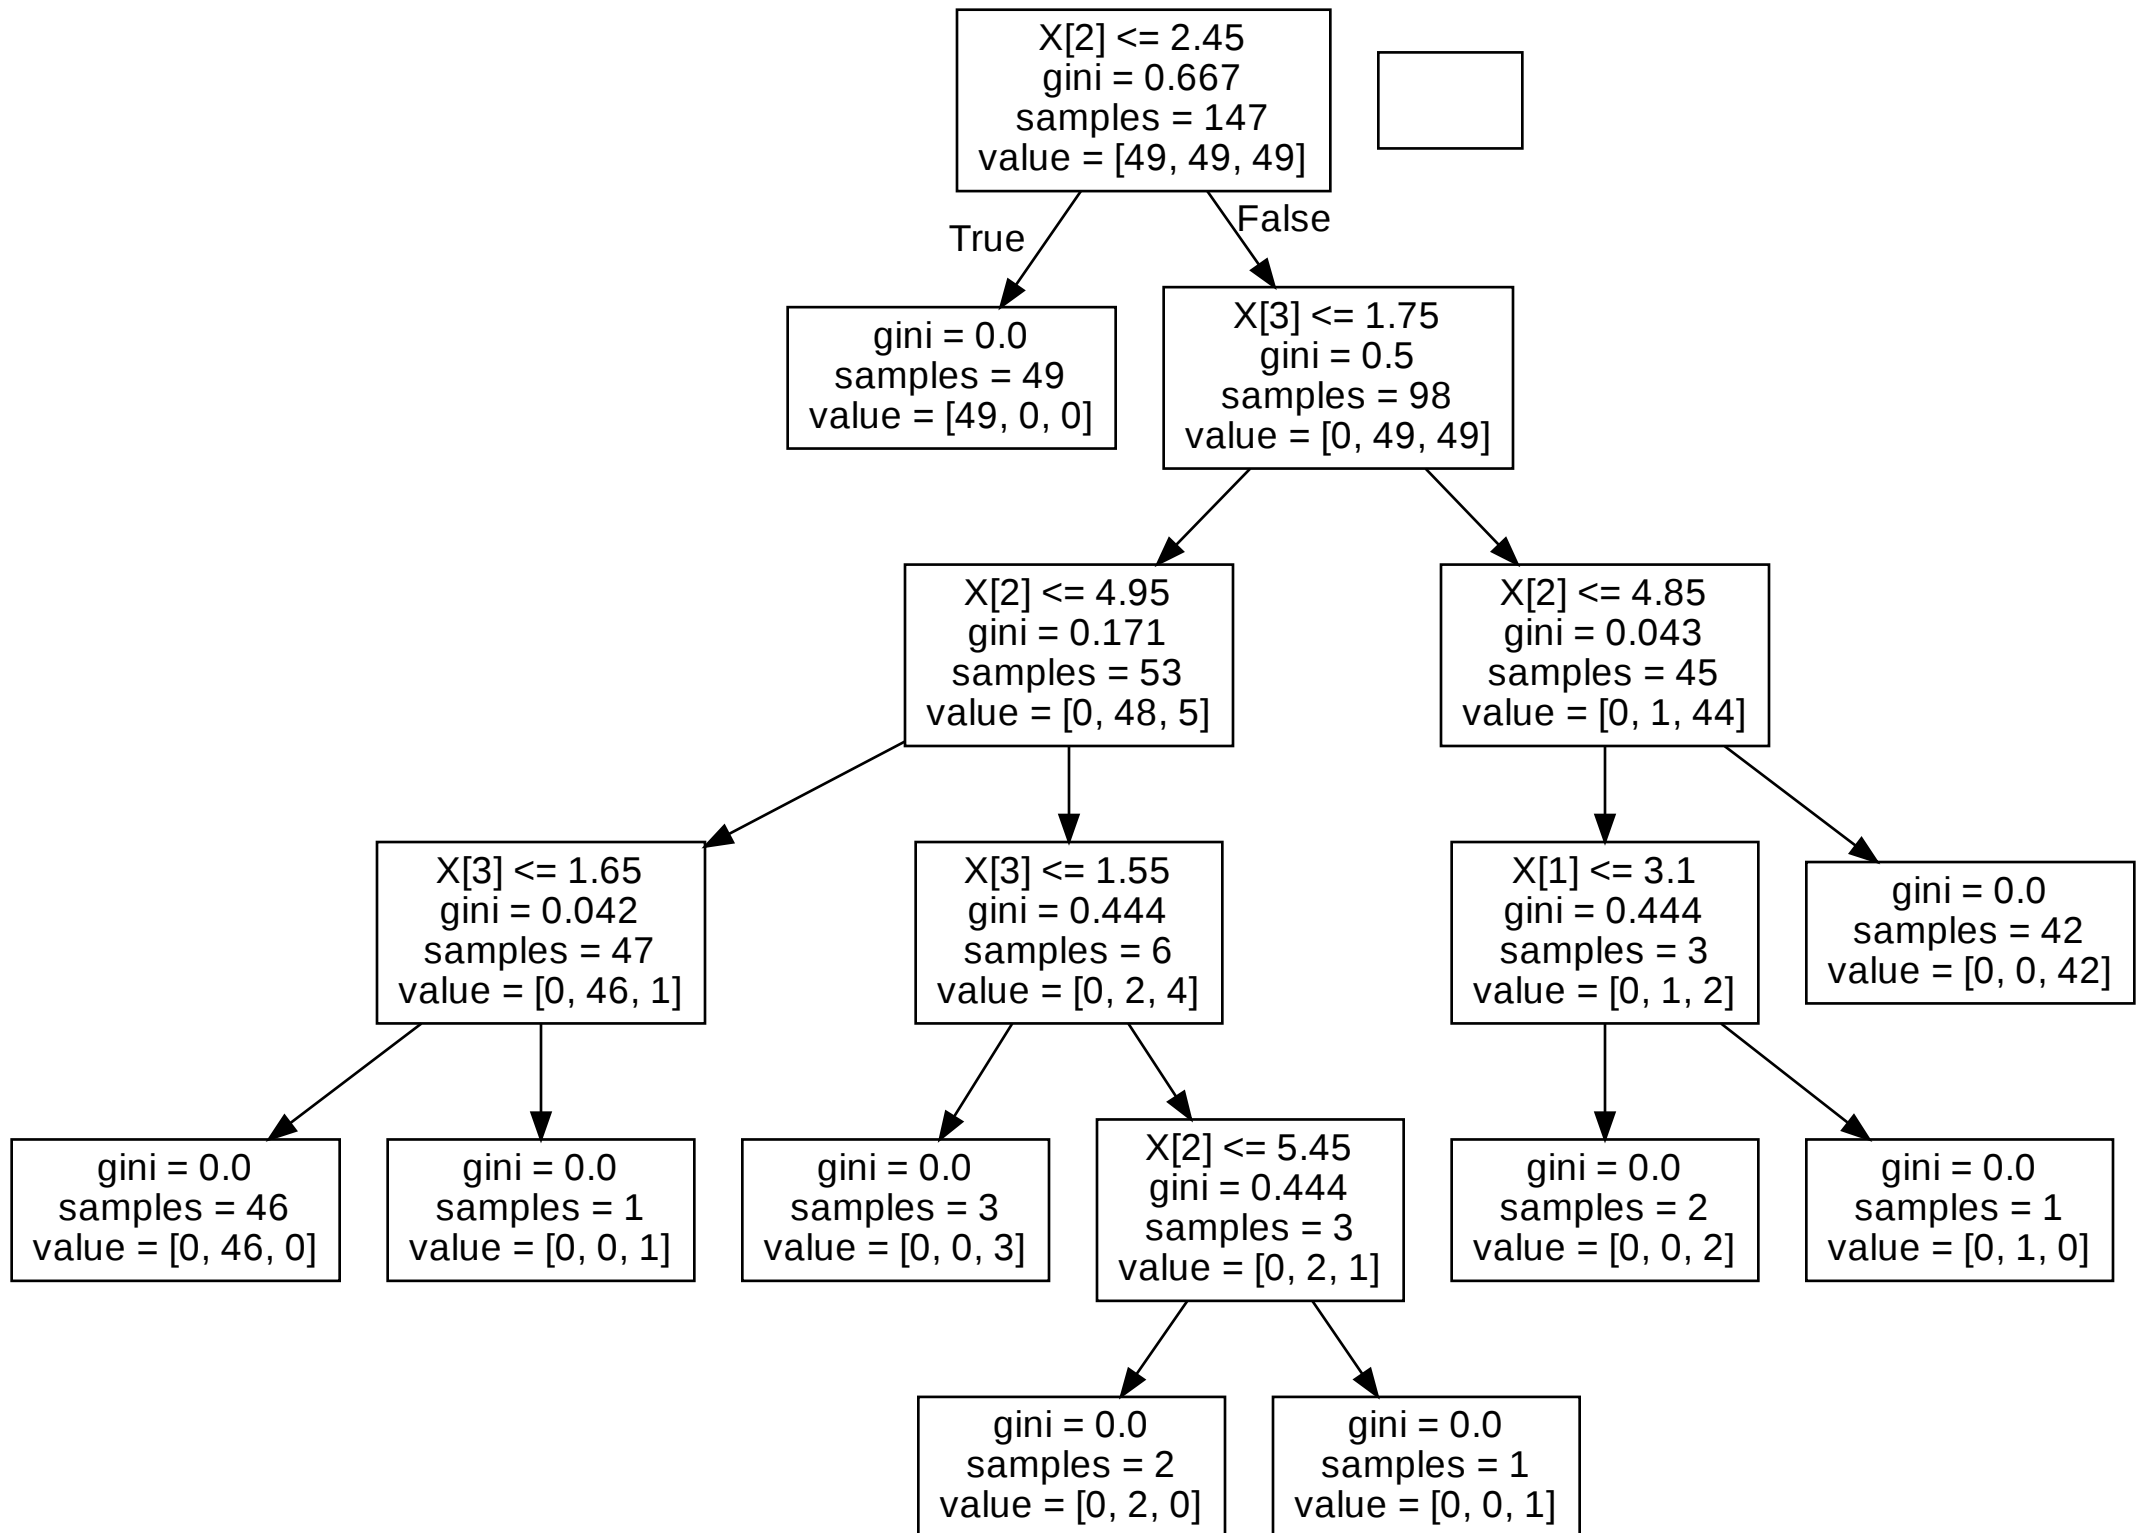 X[2] <= 2.45
gini = 0.667
samples = 147
value = [49, 49, 49]
True
False
gini = 0.0
samples = 49
value = [49, 0, 0]
X[3] <= 1.75
gini = 0.5
samples = 98
value = [0, 49, 49]
X[2] <= 4.95
gini = 0.171
samples = 53
value = [0, 48, 5]
X[2] <= 4.85
gini = 0.043
samples = 45
value = [0, 1, 44]
X[3] <= 1.65
gini = 0.042
samples = 47
value = [0, 46, 1]
X[3] <= 1.55
gini = 0.444
samples = 6
value = [0, 2, 4]
X[1] <= 3.1
gini = 0.444
samples = 3
value = [0, 1, 2]
gini = 0.0
samples = 42
value = [0, 0, 42]
gini = 0.0
samples = 46
value = [0, 46, 0]
gini = 0.0
samples = 1
value = [0, 0, 1]
gini = 0.0
samples = 3
value = [0, 0, 3]
X[2] <= 5.45
gini = 0.444
samples = 3
value = [0, 2, 1]
gini = 0.0
samples = 2
value = [0, 0, 2]
gini = 0.0
samples = 1
value = [0, 1, 0]
gini = 0.0
samples = 2
value = [0, 2, 0]
gini = 0.0
samples = 1
value = [0, 0, 1]